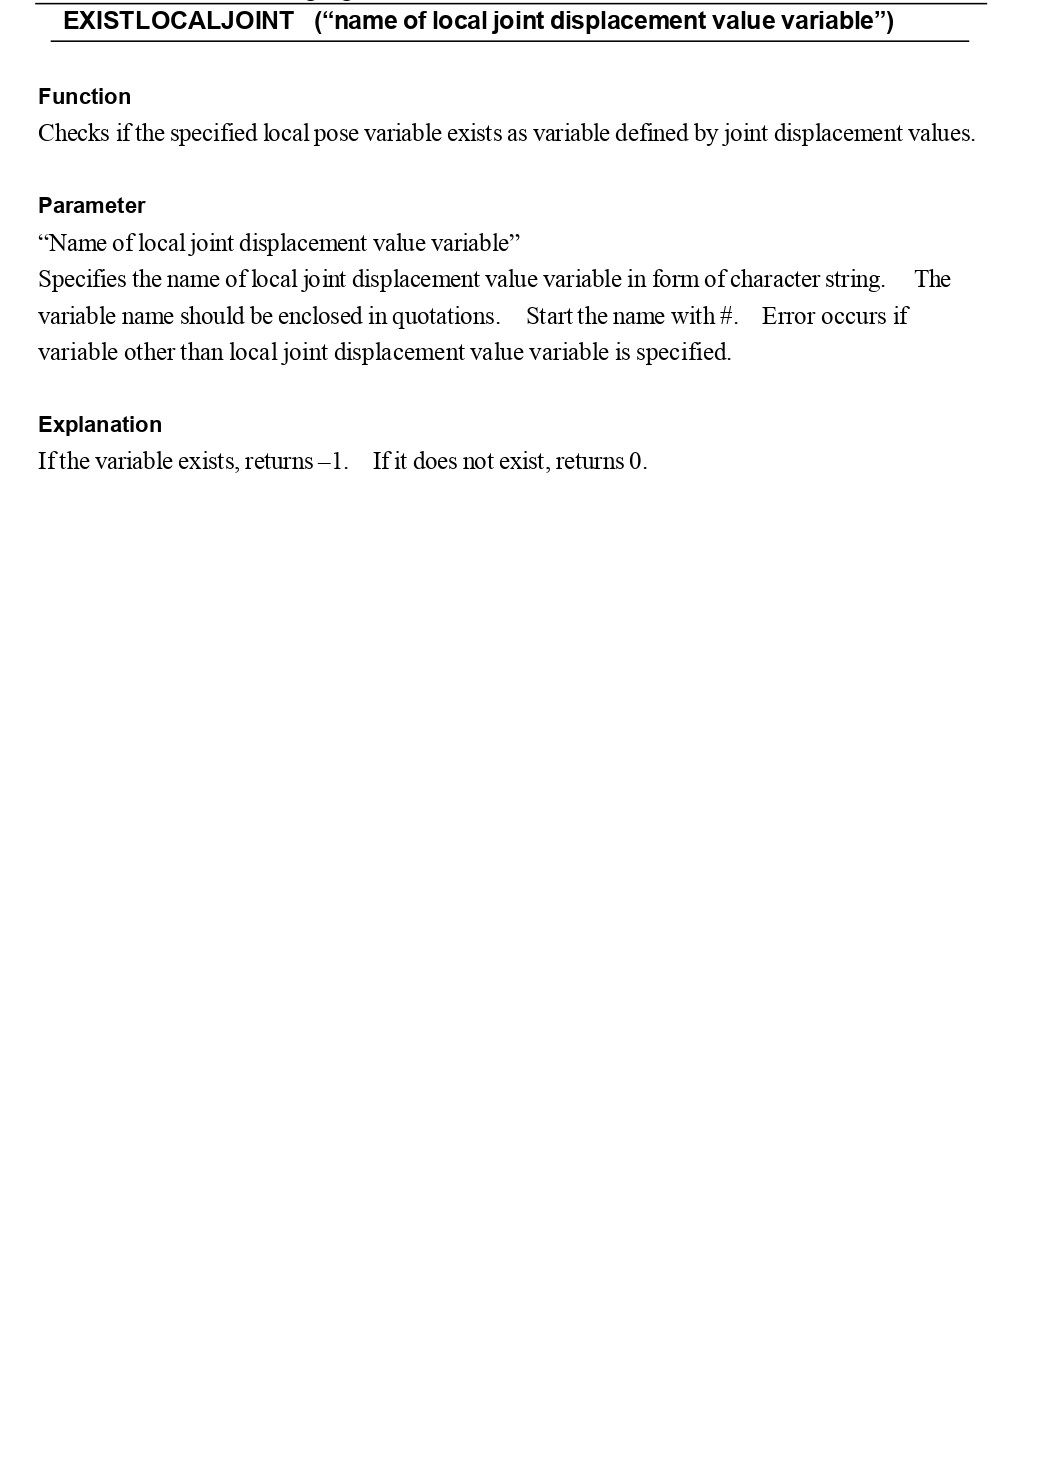 EXISTLOCALJOINT (“name of local joint displacement value variable”)
Function
Checks if the specified local pose variable exists as variable defined by joint displacement values.
Parameter
“Name of local joint displacement value variable”
Specifies the name of local joint displacement value variable in form of character string. The
variable name should be enclosed in quotations. Start the name with #. Error occurs if
variable other than local joint displacement value variable is specified.
Explanation
If the variable exists, returns –1. If it does not exist, returns 0.